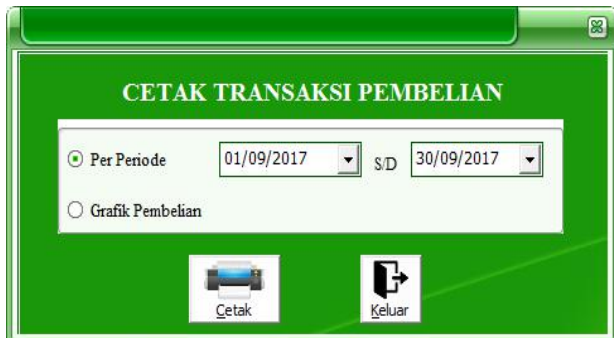 CETAK TRANSAKSI PEMBELIAN
Per Periode 01/09/2017 S/D 30/09/2017
Grafik Pembelian
Cetak Keluar